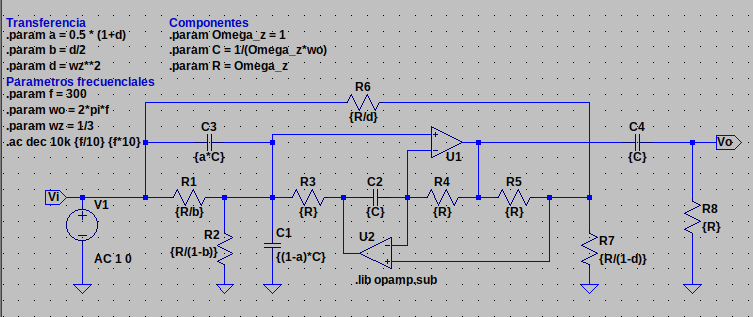 Transferencia
.param a = 0.5 * (1+d)
.param b = d/2
.param d = wz**2
Parametros frecuenciales
.param f = 300
.param wo = 2*pi*f
.param wz = 1/3
.ac dec 10k {f/10} {f*10}
Componentes
.param Omega_z = 1
.param C = 1/(Omega_z*wo)
.param R = Omega_z
R6
{R/d}
C3
{a*C}
U1
C4
{C}
Vo
Vi
V1
AC 1 0
R1
{R/b}
R2
{R/(1-b)}
C1
{(1-a)*C}
R3
{R}
C2
{C}
R4
{R}
R5
{R}
U2
.lib opamp.sub
R7
{R/(1-d)}
R8
{R}